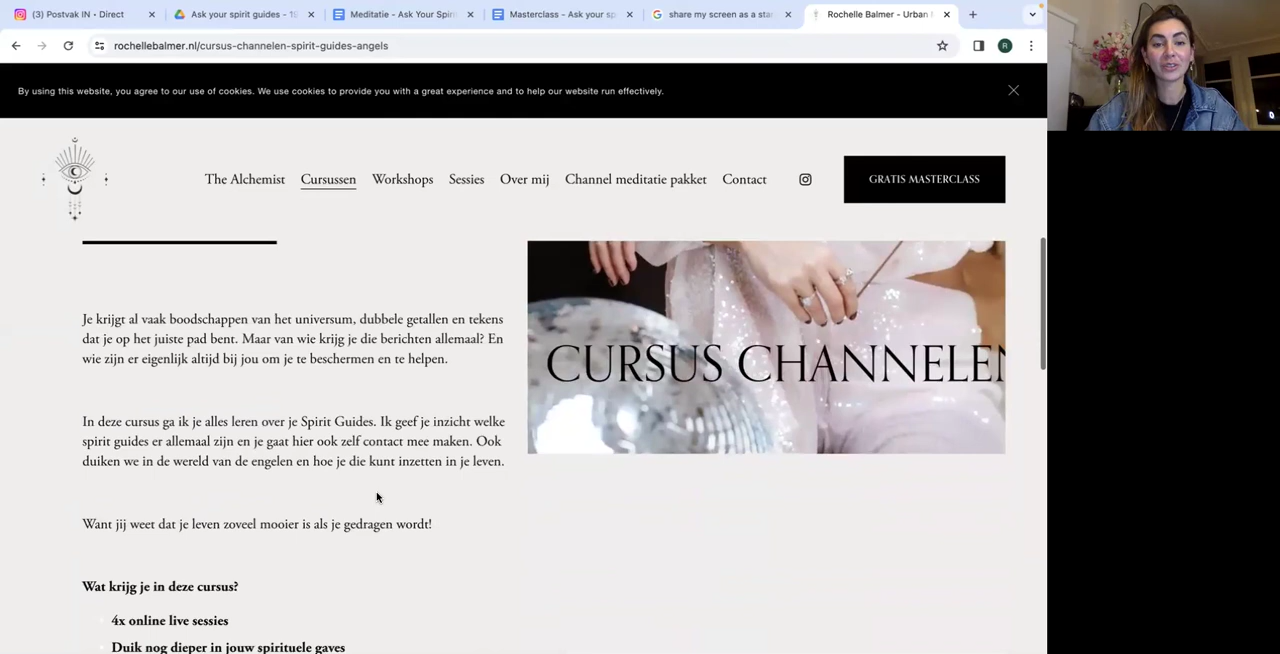 (3) Postvak IN • Direct
Ask your spirit guides - 19
Meditatie - Ask Your Spiri
Masterclass - Ask your sp
share my screen as a sta
Rochelle Balmer - Urban
rochellebalmer.nl/cursus-channelen-spirit-guides-angels
R
By using this website, you agree to our use of cookies. We use cookies to provide you with a great experience and to help our website run effectively.
The Alchemist
Cursussen
Workshops
Sessies
Over mij
Channel meditatie pakket
Contact
GRATIS MASTERCLASS
Je krijgt al vaak boodschappen van het universum, dubbele getallen en tekens
dat je op het juiste pad bent. Maar van wie krijg je die berichten allemaal? En
wie zijn er eigenlijk altijd bij jou om je te beschermen en te helpen.
CURSUS CHANNELEN
In deze cursus ga ik je alles leren over je Spirit Guides. Ik geef je inzicht welke
spirit guides er allemaal zijn en je gaat hier ook zelf contact mee maken. Ook
duiken we in de wereld van de engelen en hoe je die kunt inzetten in je leven.
Want jij weet dat je leven zoveel mooier is als je gedragen wordt!
Wat krijg je in deze cursus?
4x online live sessies
Duik nog dieper in jouw spirituele gaves